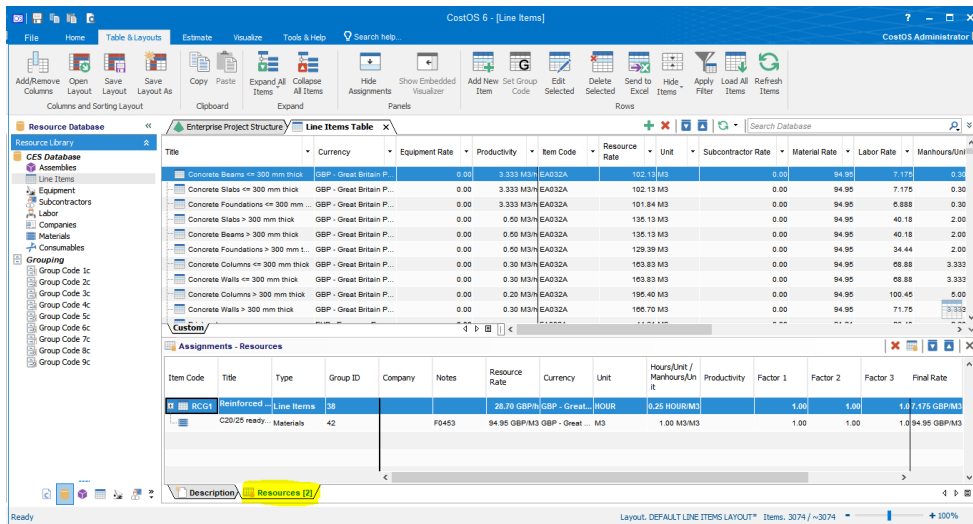 CostOS 6 - [Line Items]
File Home Table & Layouts Estimate Visualize Tools & Help Search help... CostOS Administrator
Add/Remove Columns Open Layout Save Layout Save Layout As Copy Paste Expand All Items Collapse All Items Hide Assignments Show Embedded Visualizer Add New Item Set Group Code Edit Selected Delete Selected Send to Excel Hide Items Apply Filter Load All Items Refresh Items
Columns and Sorting Layout Clipboard Expand Panels Rows
Resource Database Enterprise Project Structure Line Items Table Search Database
Resource Library
CES Database
Assemblies
Line Items
Equipment
Subcontractors
Labor
Companies
Materials
Consumables
Grouping
Group Code 1c
Group Code 2c
Group Code 3c
Group Code 4c
Group Code 5c
Group Code 6c
Group Code 7c
Group Code 8c
Group Code 9c
Title Currency Equipment Rate Productivity Item Code Resource Rate Unit Subcontractor Rate Material Rate Labor Rate Manhours/Uni
Concrete Beams <= 300 mm thick GBP - Great Britain P... 0.00 3.333 M3/h EA032A 102.13 M3 0.00 94.95 7.175 0.30
Concrete Slabs <= 300 mm thick GBP - Great Britain P... 0.00 3.333 M3/h EA032A 102.13 M3 0.00 94.95 7.175 0.30
Concrete Foundations <= 300 mm ... GBP - Great Britain P... 0.00 3.333 M3/h EA032A 101.84 M3 0.00 94.95 6.888 0.30
Concrete Slabs > 300 mm thick GBP - Great Britain P... 0.00 0.50 M3/h EA032A 135.13 M3 0.00 94.95 40.18 2.00
Concrete Beams > 300 mm thick GBP - Great Britain P... 0.00 0.50 M3/h EA032A 135.13 M3 0.00 94.95 40.18 2.00
Concrete Foundations > 300 mm t... GBP - Great Britain P... 0.00 0.50 M3/h EA032A 129.39 M3 0.00 94.95 34.44 2.00
Concrete Columns <= 300 mm thick GBP - Great Britain P... 0.00 0.30 M3/h EA032A 163.83 M3 0.00 94.95 68.88 3.333
Concrete Walls <= 300 mm thick GBP - Great Britain P... 0.00 0.30 M3/h EA032A 163.83 M3 0.00 94.95 68.88 3.333
Concrete Columns > 300 mm thick GBP - Great Britain P... 0.00 0.20 M3/h EA032A 195.40 M3 0.00 94.95 100.45 5.00
Concrete Walls > 300 mm thick GBP - Great Britain P... 0.00 0.30 M3/h EA032A 166.70 M3 0.00 94.95 71.75 3.333
Custom
Assignments - Resources
Item Code Title Type Group ID Company Notes Resource Rate Currency Unit Hours/Unit / Manhours/Un it Productivity Factor 1 Factor 2 Factor 3 Final Rate
RCG1 Reinforced ... Line Items 38 28.70 GBP/h GBP - Great... HOUR 0.25 HOUR/M3 1.00 1.00 1.0 7.175 GBP/M3
C20/25 ready... Materials 42 F0453 94.95 GBP/M3 GBP - Great ... M3 1.00 M3/M3 1.00 1.00 1.0 94.95 GBP/M3
Description Resources [2]
Ready Layout. DEFAULT LINE ITEMS LAYOUT* Items. 3074 / ~3074 100%